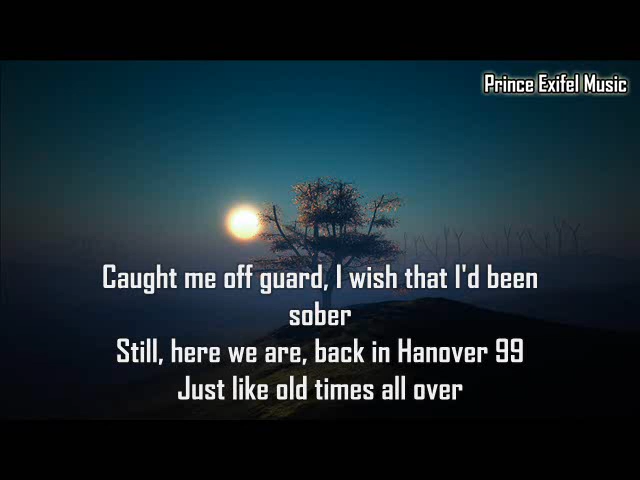 Prince Exifel Music
Caught me off guard, I wish that I'd been
sober
Still, here we are, back in Hanover 99
Just like old times all over